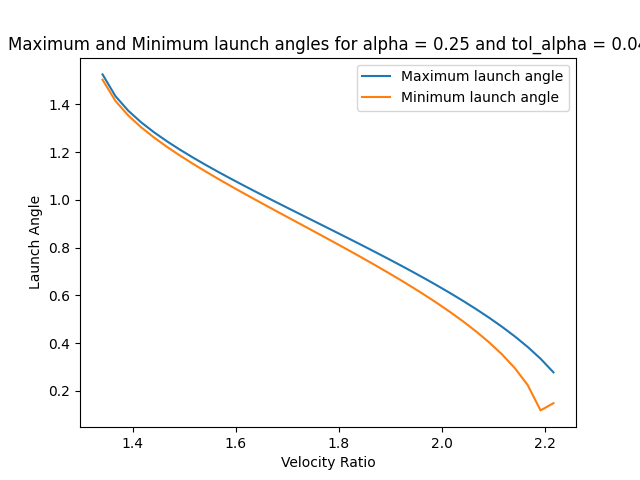 Maximum and Minimum launch angles for alpha = 0.25 and tol_alpha = 0.04
Maximum launch angle
Minimum launch angle
1.4
1.2
1.0
0.8
0.6
0.4
0.2
Launch Angle
1.4 1.6 1.8 2.0 2.2
Velocity Ratio